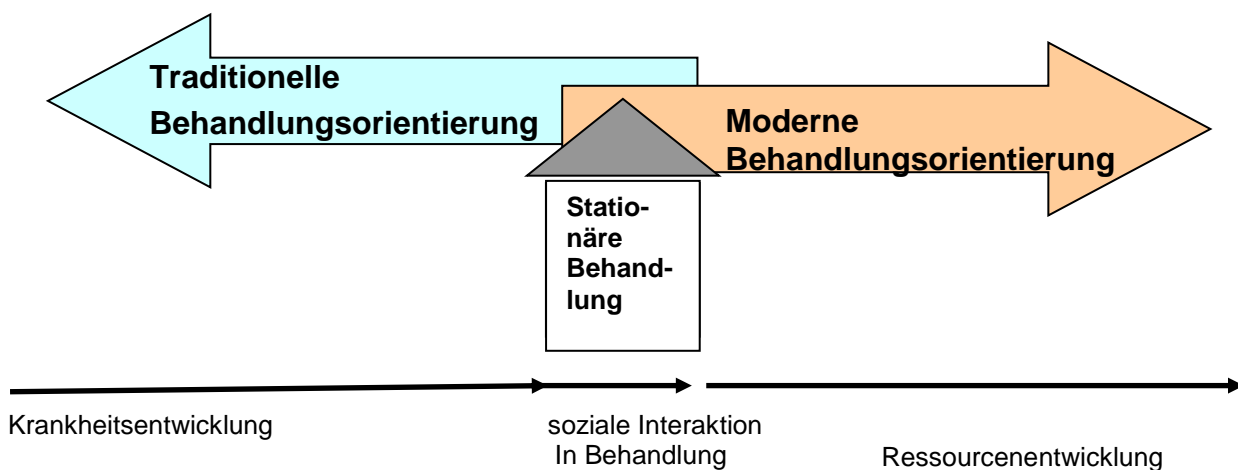 Traditionelle
Behandlungsorientierung
Moderne
Behandlungsorientierung
Statio-
näre
Behand-
lung
Krankheitsentwicklung
soziale Interaktion
In Behandlung
Ressourcenentwicklung